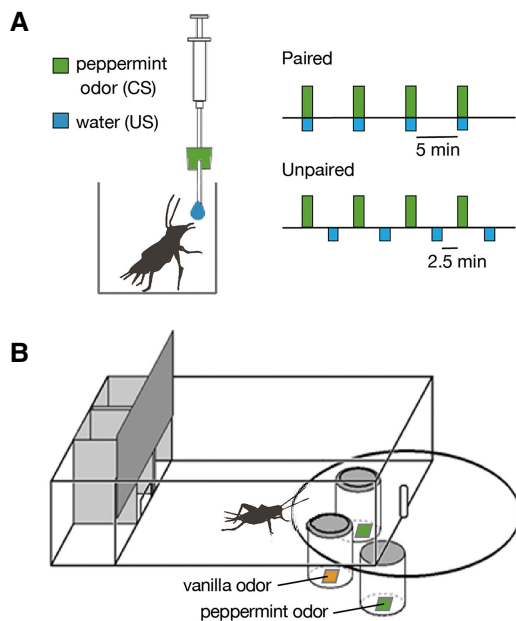 A
peppermint
odor (CS)
water (US)
Paired
5 min
Unpaired
2.5 min
B
vanilla odor
peppermint odor